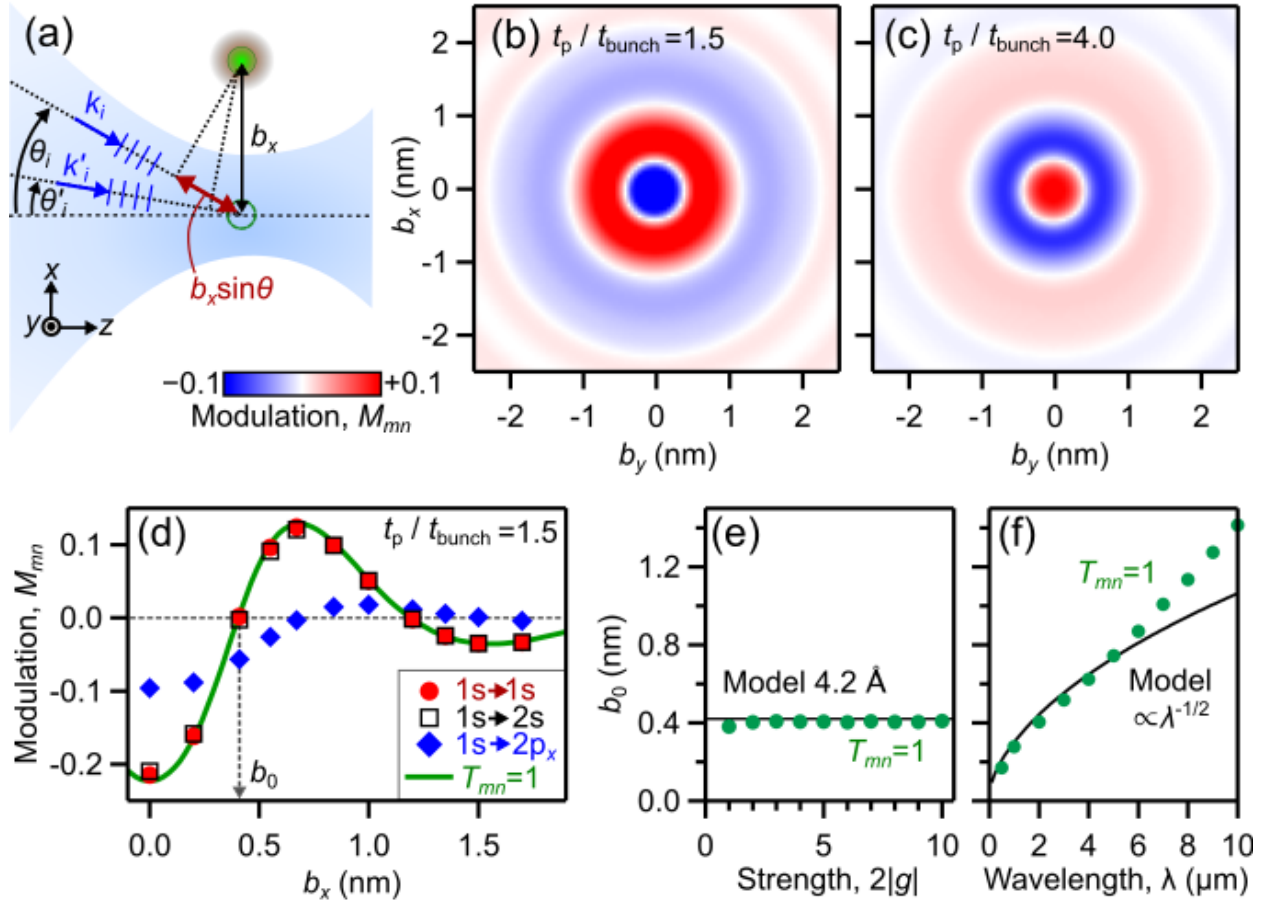 (a)
k_i
θ_i
k'_i
θ'_i
b_x
b_x sinθ
x
y
z
−0.1
+0.1
Modulation, M_mn
(b) t_p / t_bunch =1.5
2
1
0
-1
-2
b_x (nm)
-2 -1 0 1 2
b_y (nm)
(c) t_p / t_bunch =4.0
-2 -1 0 1 2
b_y (nm)
(d) t_p / t_bunch =1.5
0.1
0.0
-0.1
-0.2
Modulation, M_mn
b_0
1s→1s
1s→2s
1s→2p_x
T_mn=1
0.0 0.5 1.0 1.5
b_x (nm)
(e)
1.2
0.8
0.4
0.0
b_0 (nm)
Model 4.2 Å
T_mn=1
0 5 10
Strength, 2|g|
(f)
T_mn=1
Model
∝λ^-1/2
0 2 4 6 8 10
Wavelength, λ (μm)